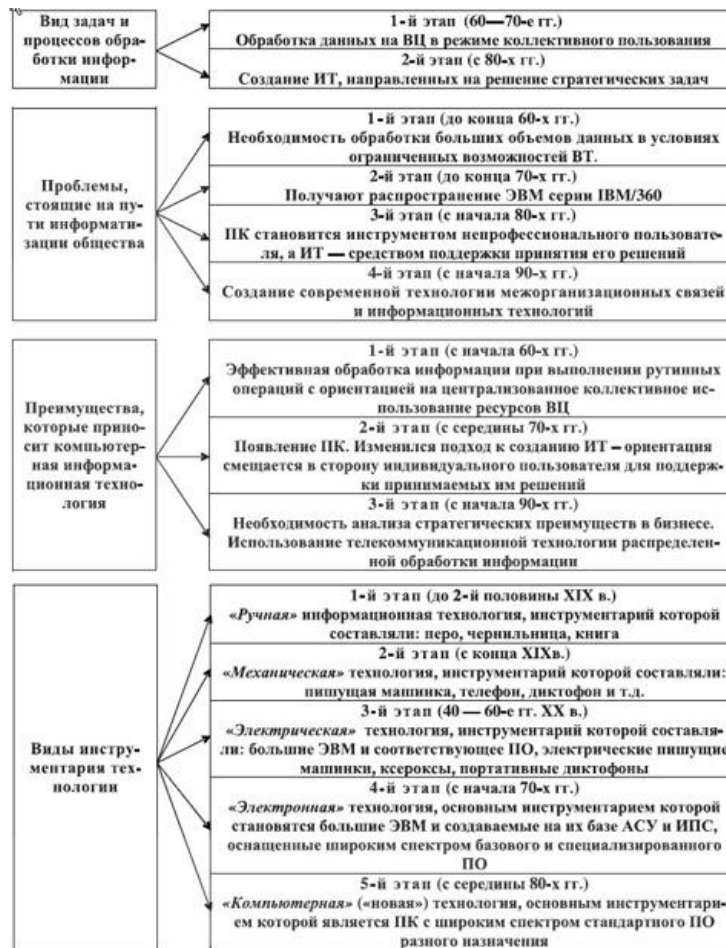 Вид задач и
процессов обра-
ботки инфор-
мации
1-й этап (60—70-е гг.)
Обработка данных на ВЦ в режиме коллективного пользования
2-й этап (с 80-х гг.)
Создание ИТ, направленных на решение стратегических задач
Проблемы,
стоящие на пу-
ти информати-
зации общества
1-й этап (до конца 60-х гг.)
Необходимость обработки больших объемов данных в условиях
ограниченных возможностей ВТ.
2-й этап (до конца 70-х гг.)
Получают распространение ЭВМ серии IBM/360
3-й этап (с начала 80-х гг.)
ПК становится инструментом непрофессионального пользовате-
ля, а ИТ — средством поддержки принятия его решений
4-й этап (с начала 90-х гг.)
Создание современной технологии межорганизационных связей
и информационных технологий
Преимущества,
которые прино-
сит компьютер-
ная информа-
ционная техно-
логия
1-й этап (с начала 60-х гг.)
Эффективная обработка информации при выполнении рутинных
операций с ориентацией на централизованное коллективное ис-
пользование ресурсов ВЦ
2-й этап (с середины 70-х гг.)
Появление ПК. Изменился подход к созданию ИТ – ориентация
смещается в сторону индивидуального пользователя для поддерж-
ки принимаемых им решений
3-й этап (с начала 90-х гг.)
Необходимость анализа стратегических преимуществ в бизнесе.
Использование телекоммуникационной технологии распределен-
ной обработки информации
Виды инстру-
ментария тех-
нологии
1-й этап (до 2-й половины XIX в.)
«Ручная» информационная технология, инструментарий которой
составляли: перо, чернильница, книга
2-й этап (с конца XIXв.)
«Механическая» технология, инструментарий которой составляли:
пишущая машинка, телефон, диктофон и т.д.
3-й этап (40 — 60-е гг. XX в.)
«Электрическая» технология, инструментарий которой составля-
ли: большие ЭВМ и соответствующее ПО, электрические пишущие
машинки, ксероксы, портативные диктофоны
4-й этап (с начала 70-х гг.)
«Электронная» технология, основным инструментарием которой
становятся большие ЭВМ и создаваемые на их базе АСУ и ИПС,
оснащенные широким спектром базового и специализированного
ПО
5-й этап (с середины 80-х гг.)
«Компьютерная» («новая») технология, основным инструментари-
ем которой является ПК с широким спектром стандартного ПО
разного назначения